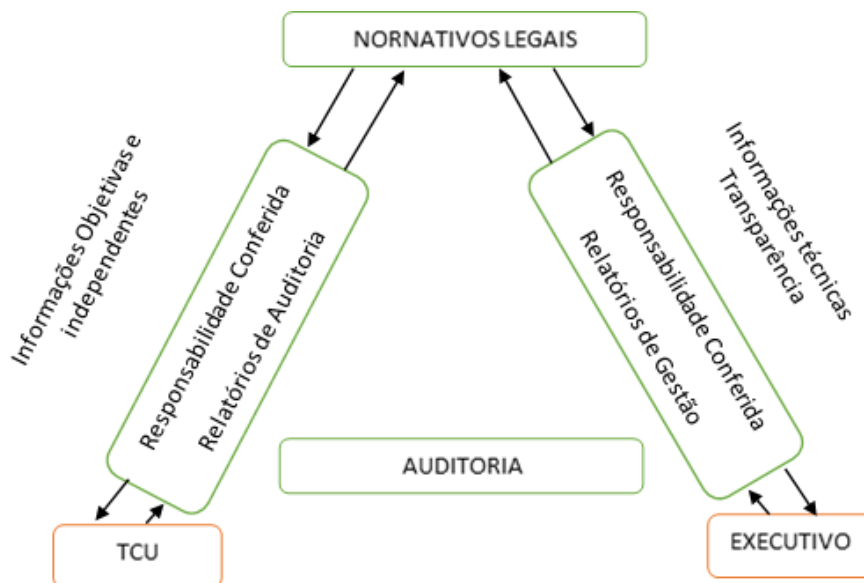 NORNATIVOS LEGAIS
Informações Objetivas e
independentes
Responsabilidade Conferida
Relatórios de Auditoria
Responsabilidade Conferida
Relatórios de Gestão
Informações técnicas
Transparência
AUDITORIA
TCU
EXECUTIVO